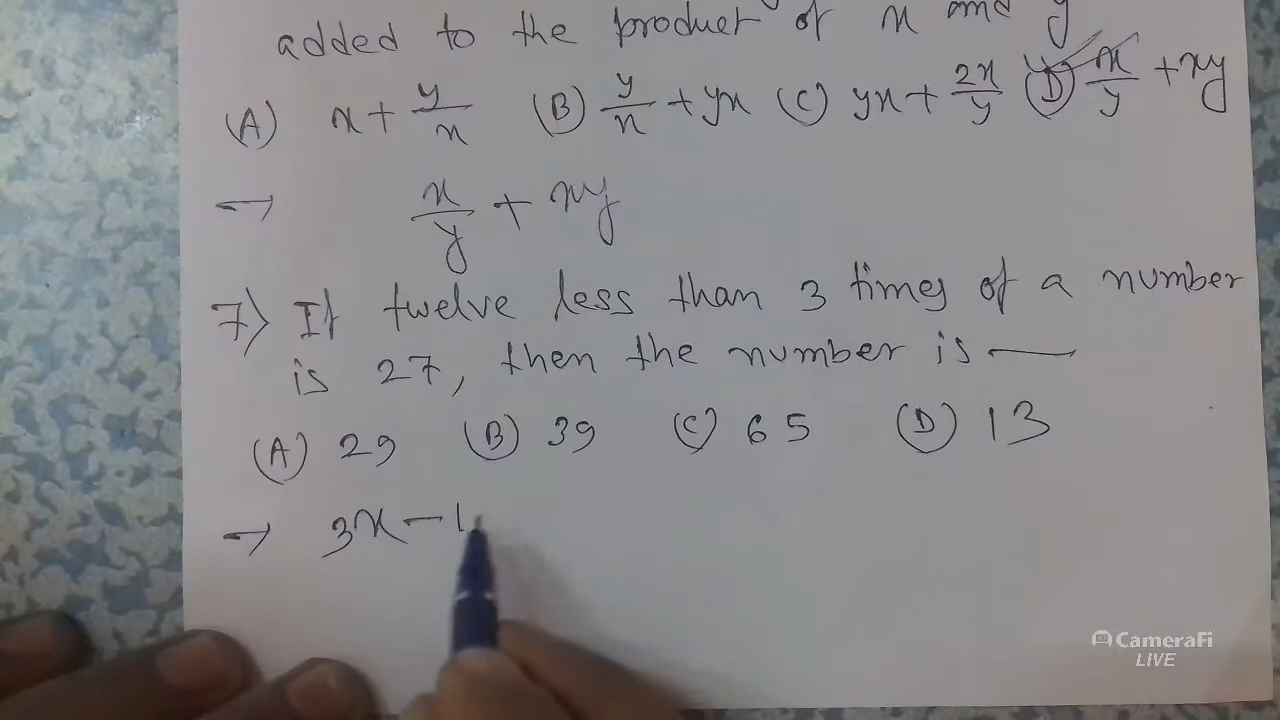 added to the product of x and y
(A) x + y/x (B) y/x + yx (C) yx + 2x/y (D) x/y + xy
→ x/y + xy
7) If twelve less than 3 times of a number
is 27, then the number is —
(A) 29 (B) 39 (C) 65 (D) 13
→ 3x - 1
CameraFi
LIVE